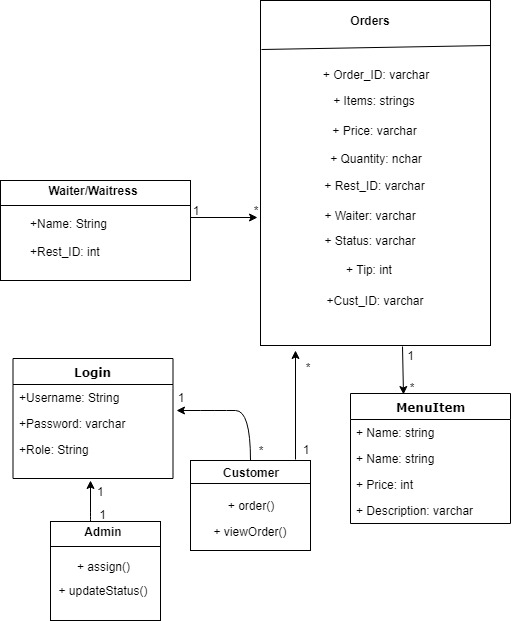 Orders
+ Order_ID: varchar
+ Items: strings
+ Price: varchar
+ Quantity: nchar
+ Rest_ID: varchar
+ Waiter: varchar
+ Status: varchar
+ Tip: int
+Cust_ID: varchar
Waiter/Waitress
+Name: String
+Rest_ID: int
1
*
Login
+Username: String
+Password: varchar
+Role: String
1
*
1
*
1
*
1
MenuItem
+ Name: string
+ Name: string
+ Price: int
+ Description: varchar
Customer
+ order()
+ viewOrder()
1
1
Admin
+ assign()
+ updateStatus()